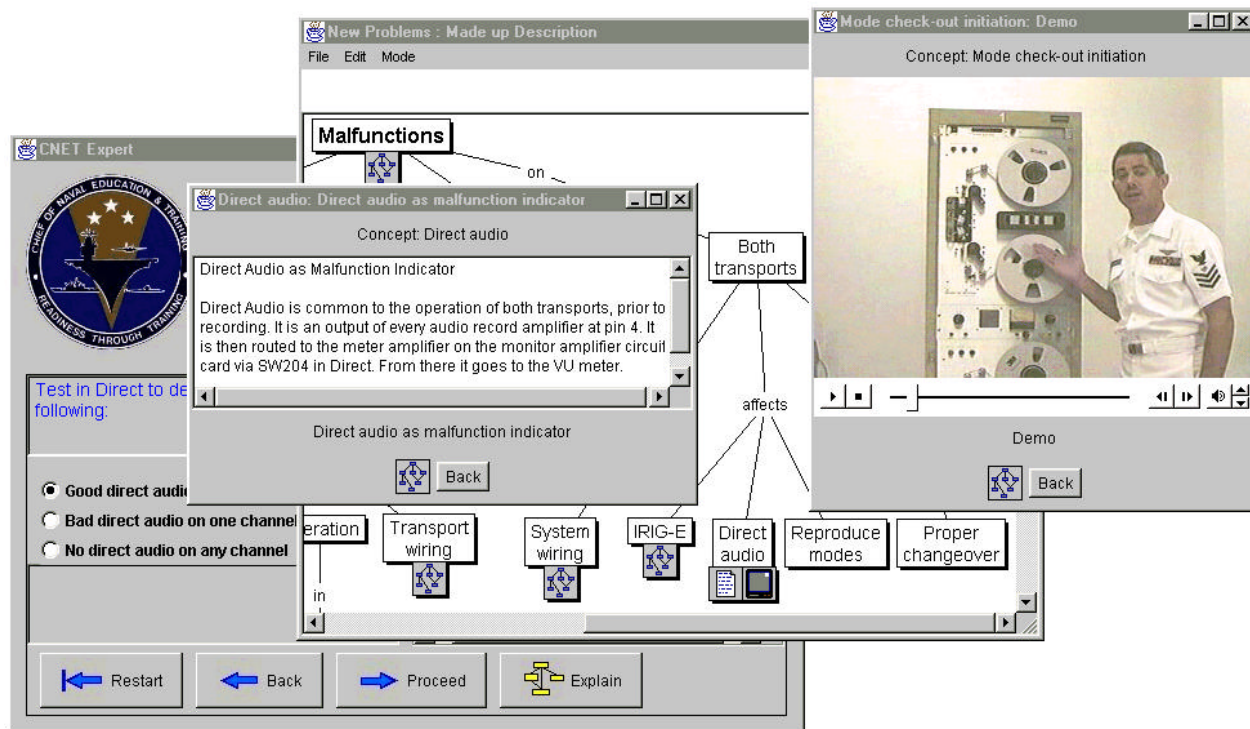 CNET Expert
CHIEF OF NAVAL EDUCATION & TRAINING
READINESS THROUGH TRAINING
Test in Direct to de
following:
Good direct audio
Bad direct audio on one channel
No direct audio on any channel
Restart
Back
Proceed
Explain
New Problems : Made up Description
File Edit Mode
Malfunctions
on
Both
transports
affects
eration
in
Transport
wiring
System
wiring
IRIG-E
Direct
audio
Reproduce
modes
Proper
changeover
Direct audio: Direct audio as malfunction indicator
Concept: Direct audio
Direct Audio as Malfunction Indicator
Direct Audio is common to the operation of both transports, prior to
recording. It is an output of every audio record amplifier at pin 4. It
is then routed to the meter amplifier on the monitor amplifier circuit
card via SW204 in Direct. From there it goes to the VU meter.
Direct audio as malfunction indicator
Back
Mode check-out initiation: Demo
Concept: Mode check-out initiation
1
Demo
Back